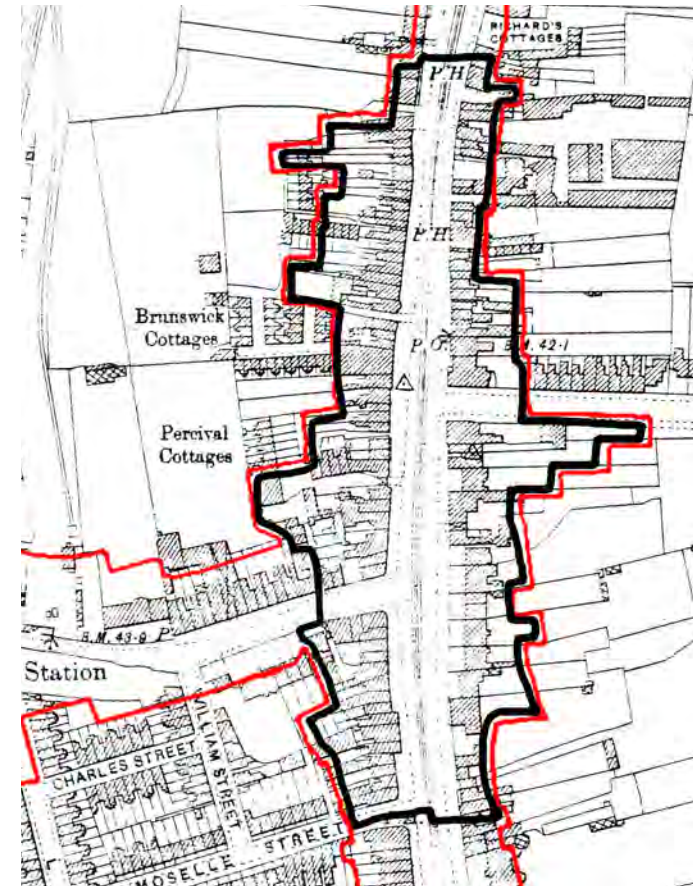 RICHARD'S
COTTAGES
P.H.
P.H.
Brunswick
Cottages
P.O.
B.M. 42·1
Percival
Cottages
B.M. 43·9
P
Station
WILLIAM STREET
CHARLES STREET
MOSELLE STREET